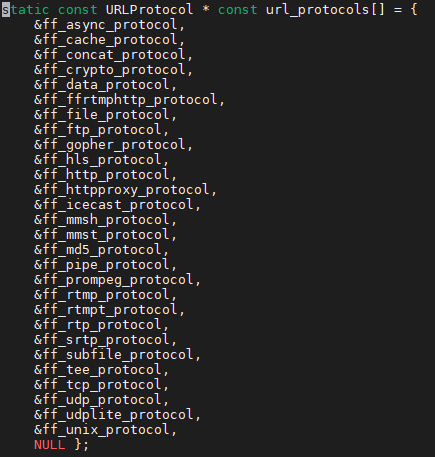 static const URLProtocol * const url_protocols[] = {
    &ff_async_protocol,
    &ff_cache_protocol,
    &ff_concat_protocol,
    &ff_crypto_protocol,
    &ff_data_protocol,
    &ff_ffrtmphttp_protocol,
    &ff_file_protocol,
    &ff_ftp_protocol,
    &ff_gopher_protocol,
    &ff_hls_protocol,
    &ff_http_protocol,
    &ff_httpproxy_protocol,
    &ff_icecast_protocol,
    &ff_mmsh_protocol,
    &ff_mmst_protocol,
    &ff_md5_protocol,
    &ff_pipe_protocol,
    &ff_prompeg_protocol,
    &ff_rtmp_protocol,
    &ff_rtmpt_protocol,
    &ff_rtp_protocol,
    &ff_srtp_protocol,
    &ff_subfile_protocol,
    &ff_tee_protocol,
    &ff_tcp_protocol,
    &ff_udp_protocol,
    &ff_udplite_protocol,
    &ff_unix_protocol,
    NULL };